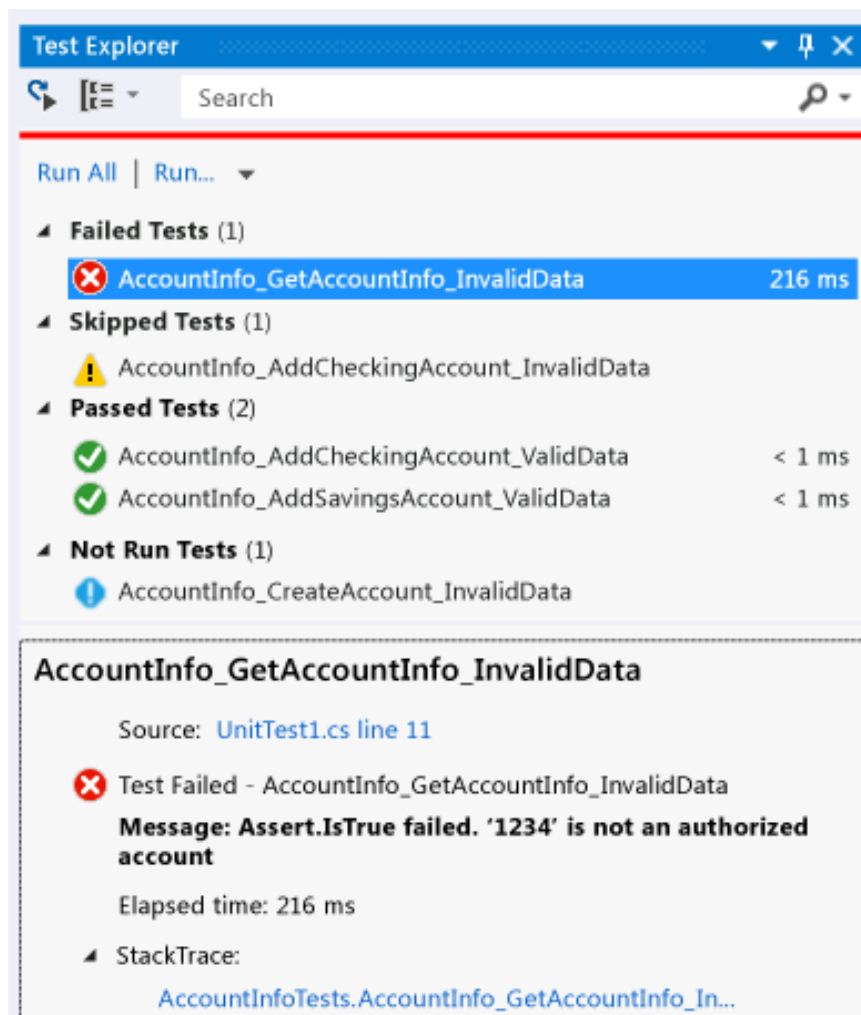 Test Explorer
Search
Run All | Run...
Failed Tests (1)
AccountInfo_GetAccountInfo_InvalidData 216 ms
Skipped Tests (1)
AccountInfo_AddCheckingAccount_InvalidData
Passed Tests (2)
AccountInfo_AddCheckingAccount_ValidData < 1 ms
AccountInfo_AddSavingsAccount_ValidData < 1 ms
Not Run Tests (1)
AccountInfo_CreateAccount_InvalidData
AccountInfo_GetAccountInfo_InvalidData
Source: UnitTest1.cs line 11
Test Failed - AccountInfo_GetAccountInfo_InvalidData
Message: Assert.IsTrue failed. ‘1234’ is not an authorized
account
Elapsed time: 216 ms
StackTrace:
AccountInfoTests.AccountInfo_GetAccountInfo_In...